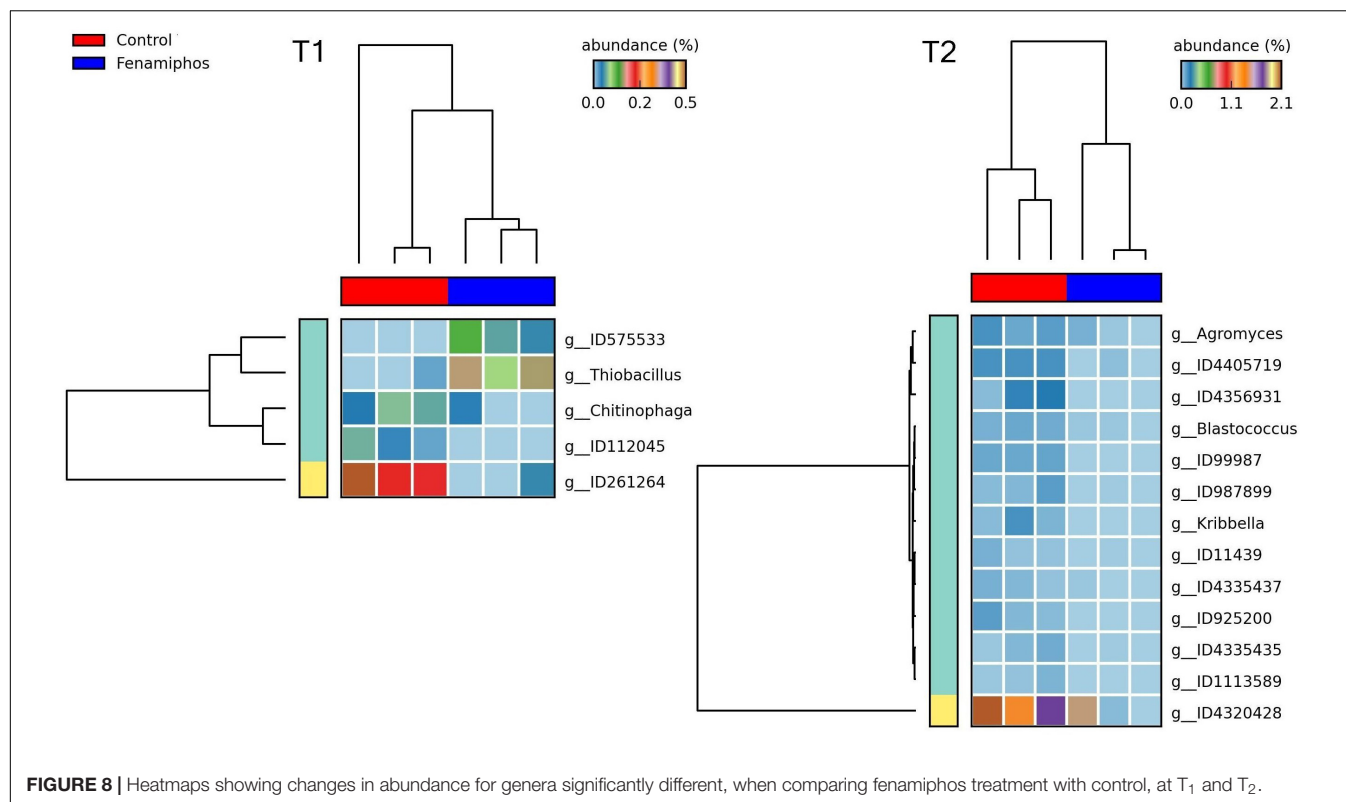 Control
Fenamiphos
T1
abundance (%)
0.0 0.2 0.5
g__ID575533
g__Thiobacillus
g__Chitinophaga
g__ID112045
g__ID261264
T2
abundance (%)
0.0 1.1 2.1
g__Agromyces
g__ID4405719
g__ID4356931
g__Blastococcus
g__ID99987
g__ID987899
g__Kribbella
g__ID11439
g__ID4335437
g__ID925200
g__ID4335435
g__ID1113589
g__ID4320428
FIGURE 8 | Heatmaps showing changes in abundance for genera significantly different, when comparing fenamiphos treatment with control, at T1 and T2.